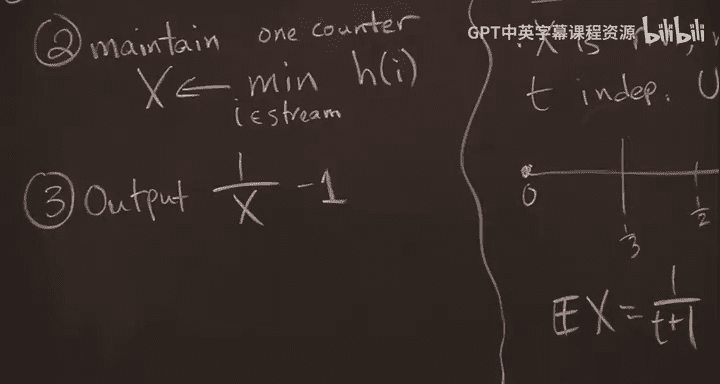 ② maintain one counter
X ← min h(i)
i∈stream
③ Output 1/X - 1
GPT中英字幕课程资源 bilibili
X is
t indep. U
0 1/3 1/2
EX = 1/(t+1)